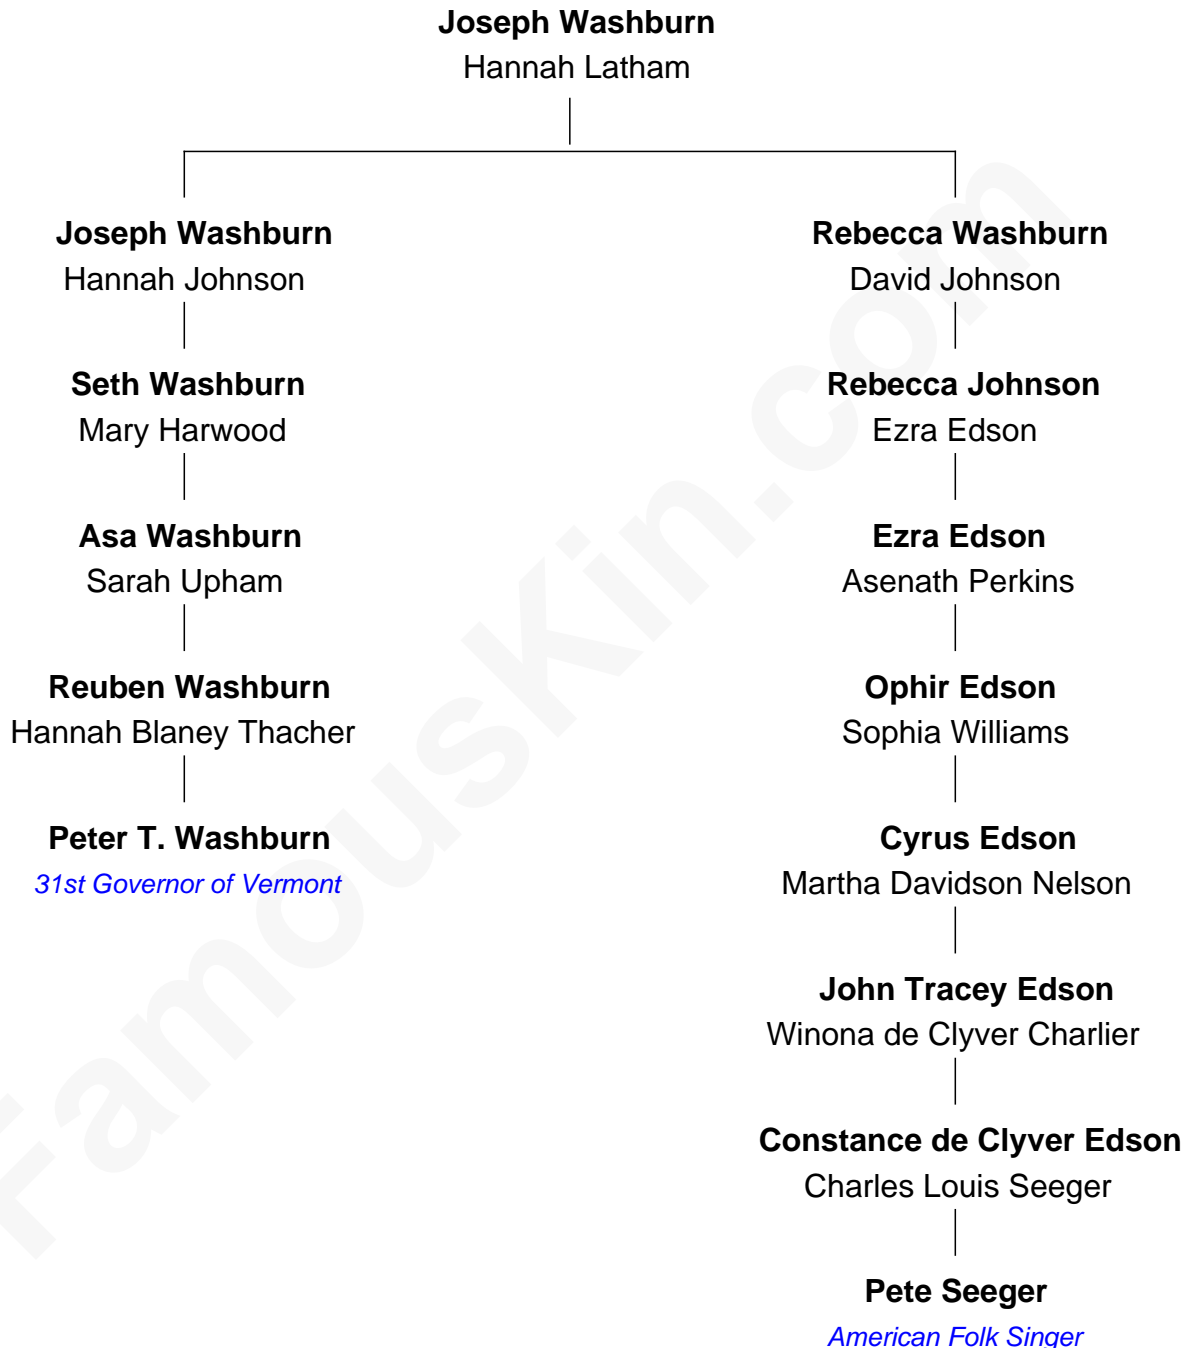 Joseph Washburn
Hannah Latham
Joseph Washburn
Hannah Johnson
Rebecca Washburn
David Johnson
Seth Washburn
Mary Harwood
Rebecca Johnson
Ezra Edson
Asa Washburn
Sarah Upham
Ezra Edson
Asenath Perkins
Reuben Washburn
Hannah Blaney Thacher
Ophir Edson
Sophia Williams
Peter T. Washburn
31st Governor of Vermont
Cyrus Edson
Martha Davidson Nelson
John Tracey Edson
Winona de Clyver Charlier
Constance de Clyver Edson
Charles Louis Seeger
Pete Seeger
American Folk Singer
FamousKin.com